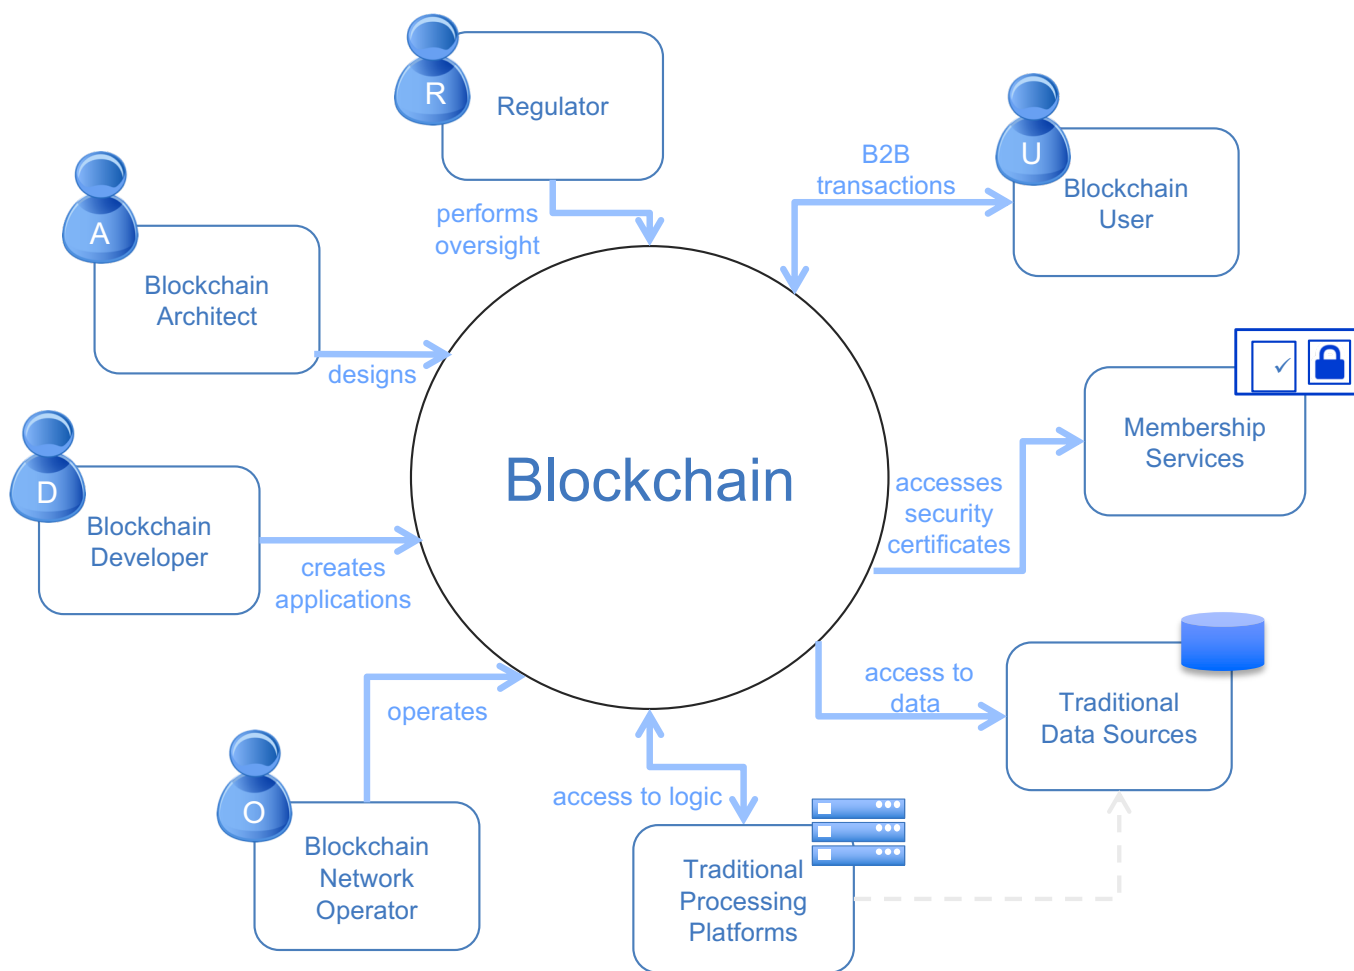 R
Regulator
performs
oversight
B2B
transactions
U
Blockchain
User
A
Blockchain
Architect
designs
Membership
Services
accesses
security
certificates
D
Blockchain
Developer
creates
applications
Blockchain
operates
access to
data
Traditional
Data Sources
O
Blockchain
Network
Operator
access to logic
Traditional
Processing
Platforms